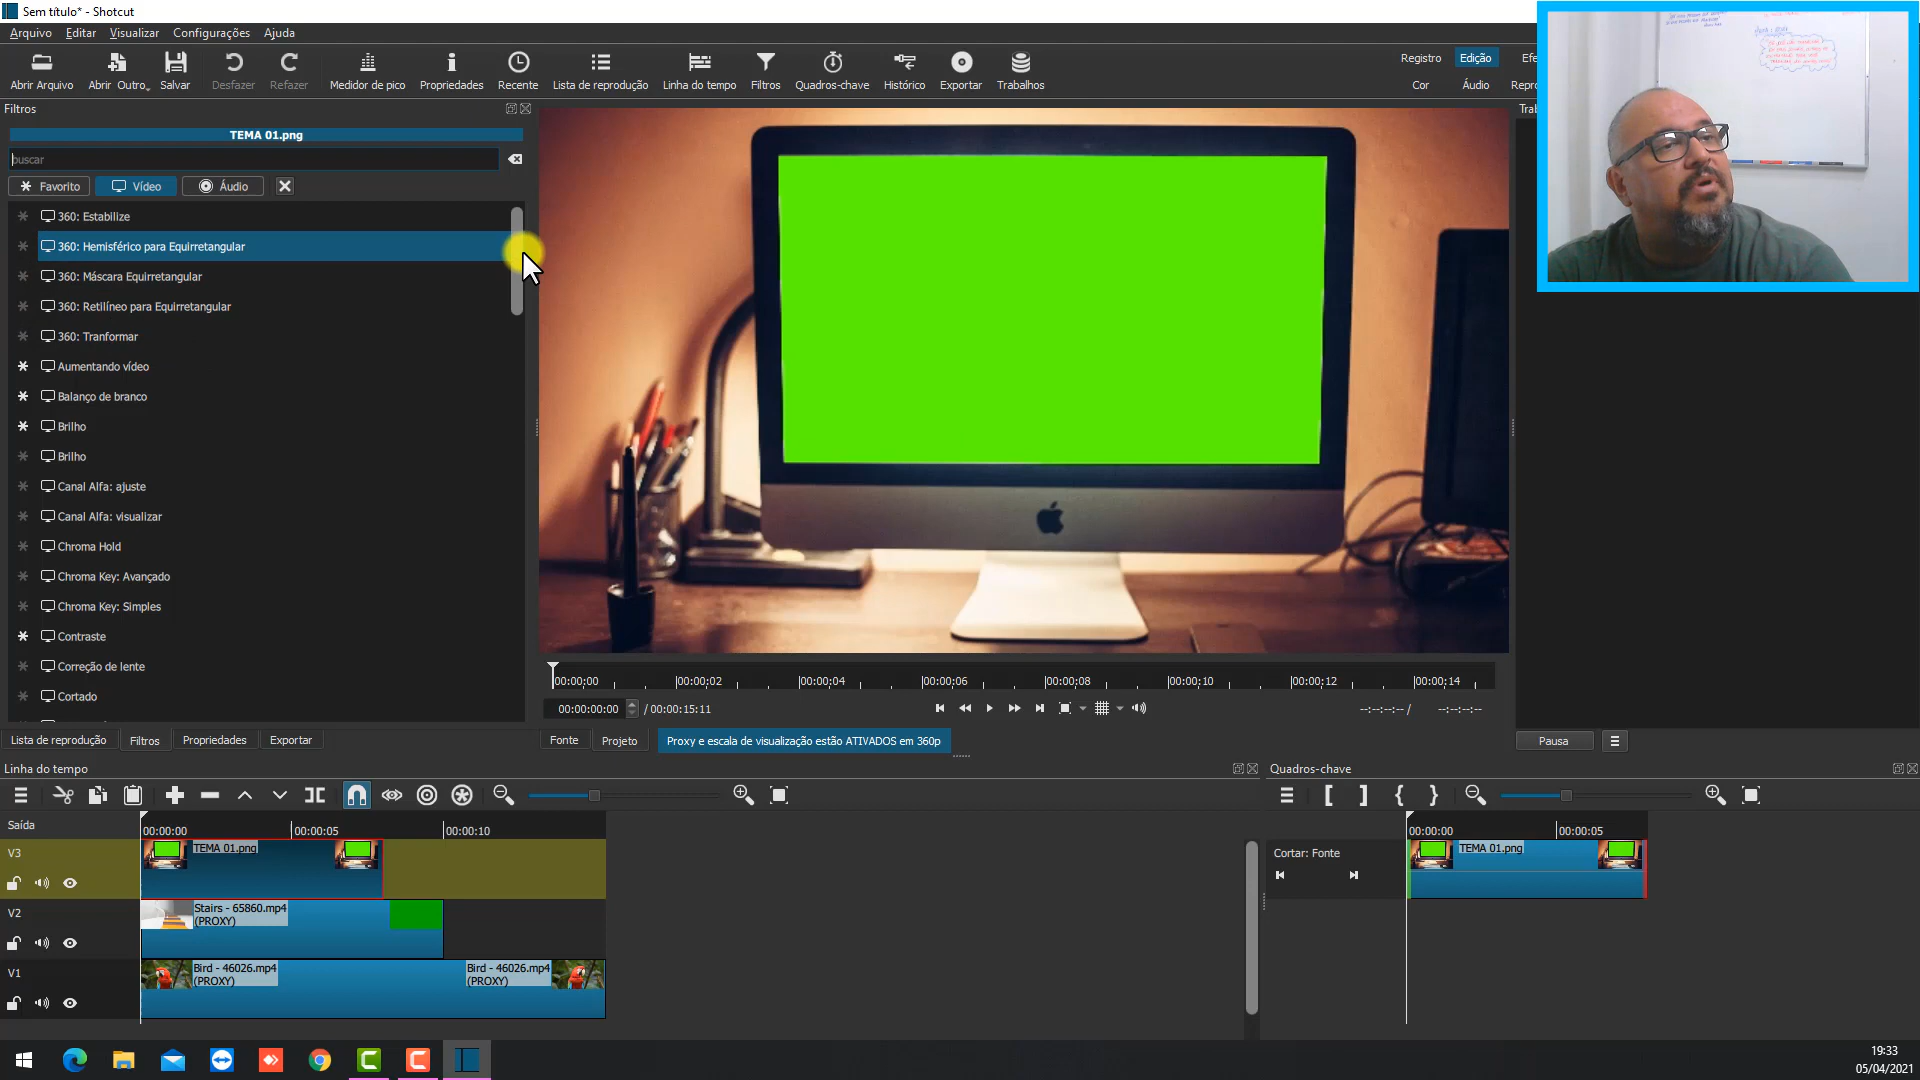 Sem título* - Shotcut
Arquivo Editar Visualizar Configurações Ajuda
Abrir Arquivo Abrir Outro Salvar Desfazer Refazer Medidor de pico Propriedades Recente Lista de reprodução Linha do tempo Filtros Quadros-chave Histórico Exportar Trabalhos
Registro Edição Efe
Cor Áudio Repro
Filtros
Trab
TEMA 01.png
buscar
Favorito Vídeo Áudio
360: Estabilize
360: Hemisférico para Equirretangular
360: Máscara Equirretangular
360: Retilíneo para Equirretangular
360: Tranformar
Aumentando vídeo
Balanço de branco
Brilho
Brilho
Canal Alfa: ajuste
Canal Alfa: visualizar
Chroma Hold
Chroma Key: Avançado
Chroma Key: Simples
Contraste
Correção de lente
Cortado
00:00:00 00:00:02 00:00:04 00:00:06 00:00:08 00:00:10 00:00:12 00:00:14
00:00:00:00 / 00:00:15:11
--:--:--:-- / --:--:--:--
Lista de reprodução Filtros Propriedades Exportar
Fonte Projeto Proxy e escala de visualização estão ATIVADOS em 360p
Pausa
Linha do tempo
Quadros-chave
Saída
00:00:00 00:00:05 00:00:10
00:00:00 00:00:05
V3
TEMA 01.png
Cortar: Fonte
TEMA 01.png
V2
Stairs - 65860.mp4
(PROXY)
V1
Bird - 46026.mp4
(PROXY)
Bird - 46026.mp4
(PROXY)
19:33
05/04/2021